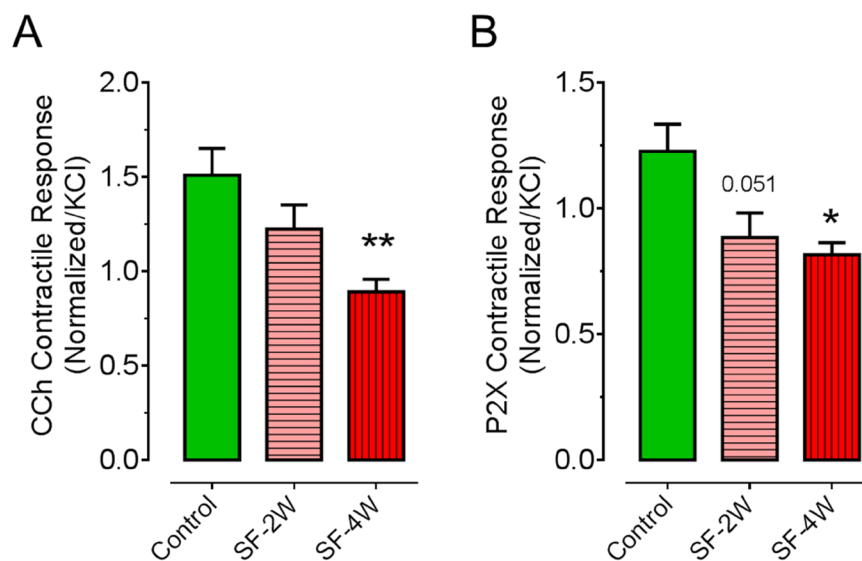 A
CCh Contractile Response
(Normalized/KCl)
2.0
1.5
1.0
0.5
0.0
**
Control
SF-2W
SF-4W
B
P2X Contractile Response
(Normalized/KCl)
1.5
1.0
0.5
0.0
0.051
*
Control
SF-2W
SF-4W